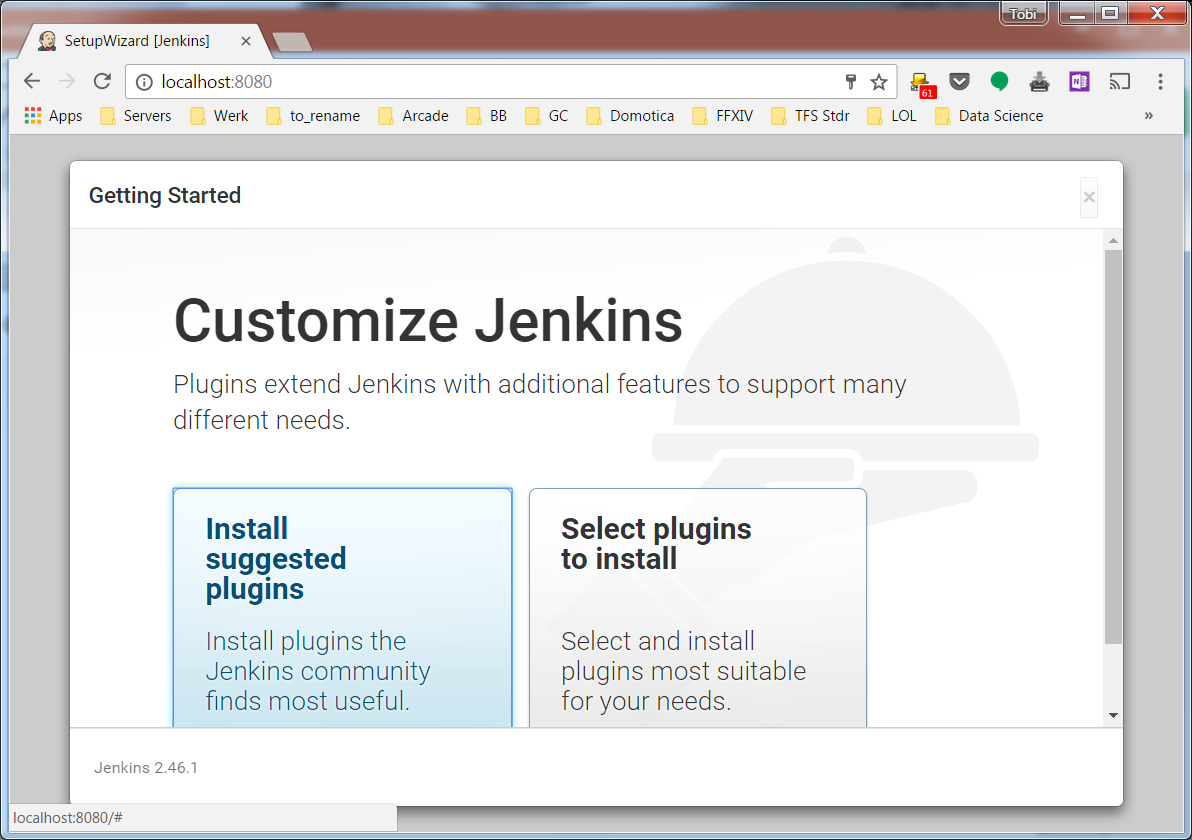 Tobi
SetupWizard [Jenkins]
localhost:8080
61
N
Apps Servers Werk to_rename Arcade BB GC Domotica FFXIV TFS Stdr LOL Data Science »
Getting Started
Customize Jenkins
Plugins extend Jenkins with additional features to support many
different needs.
Install
suggested
plugins
Install plugins the
Jenkins community
finds most useful.
Select plugins
to install
Select and install
plugins most suitable
for your needs.
Jenkins 2.46.1
localhost:8080/#